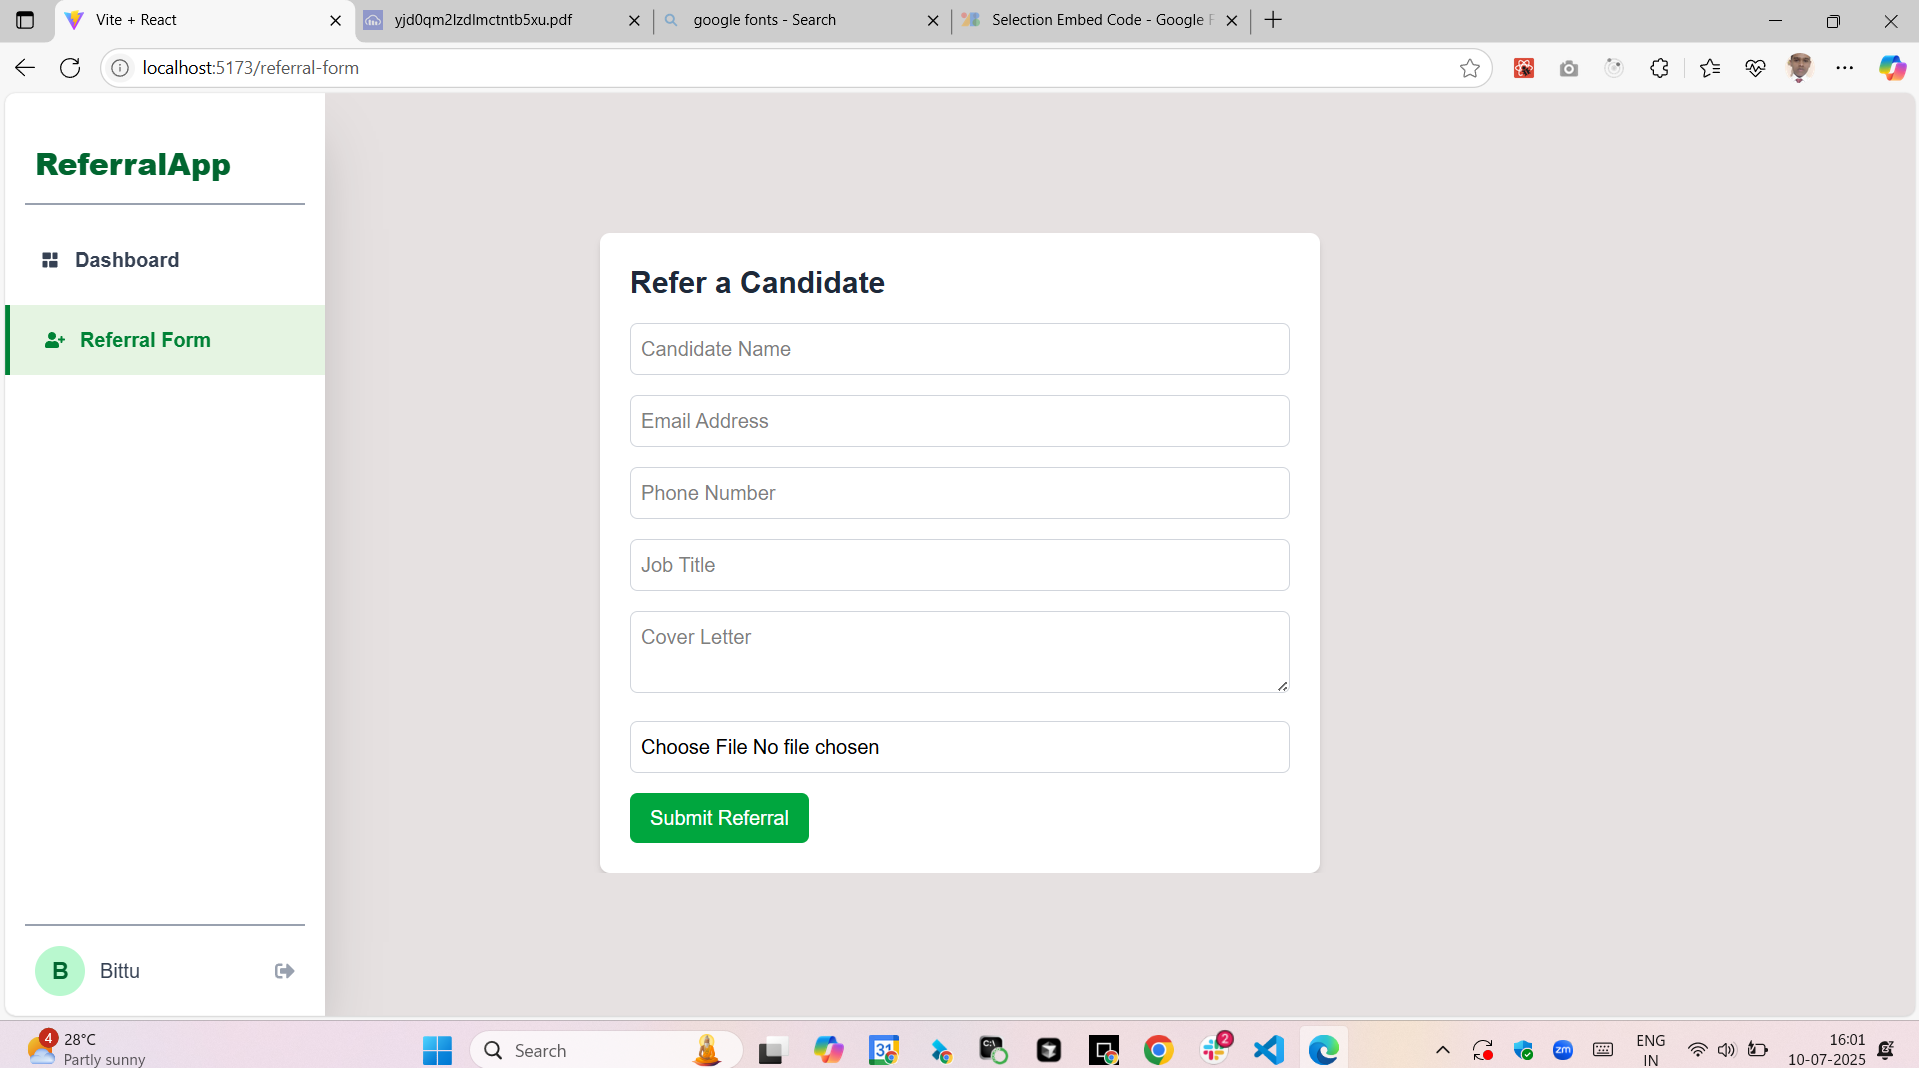 Vite + React
yjd0qm2lzdlmctntb5xu.pdf
google fonts - Search
Selection Embed Code - Google F
localhost:5173/referral-form
ReferralApp
Dashboard
Referral Form
Refer a Candidate
Candidate Name
Email Address
Phone Number
Job Title
Cover Letter
Choose File No file chosen
Submit Referral
B
Bittu
4
28°C
Partly sunny
Search
31
C:\
2
zm
ENG
IN
16:01
10-07-2025